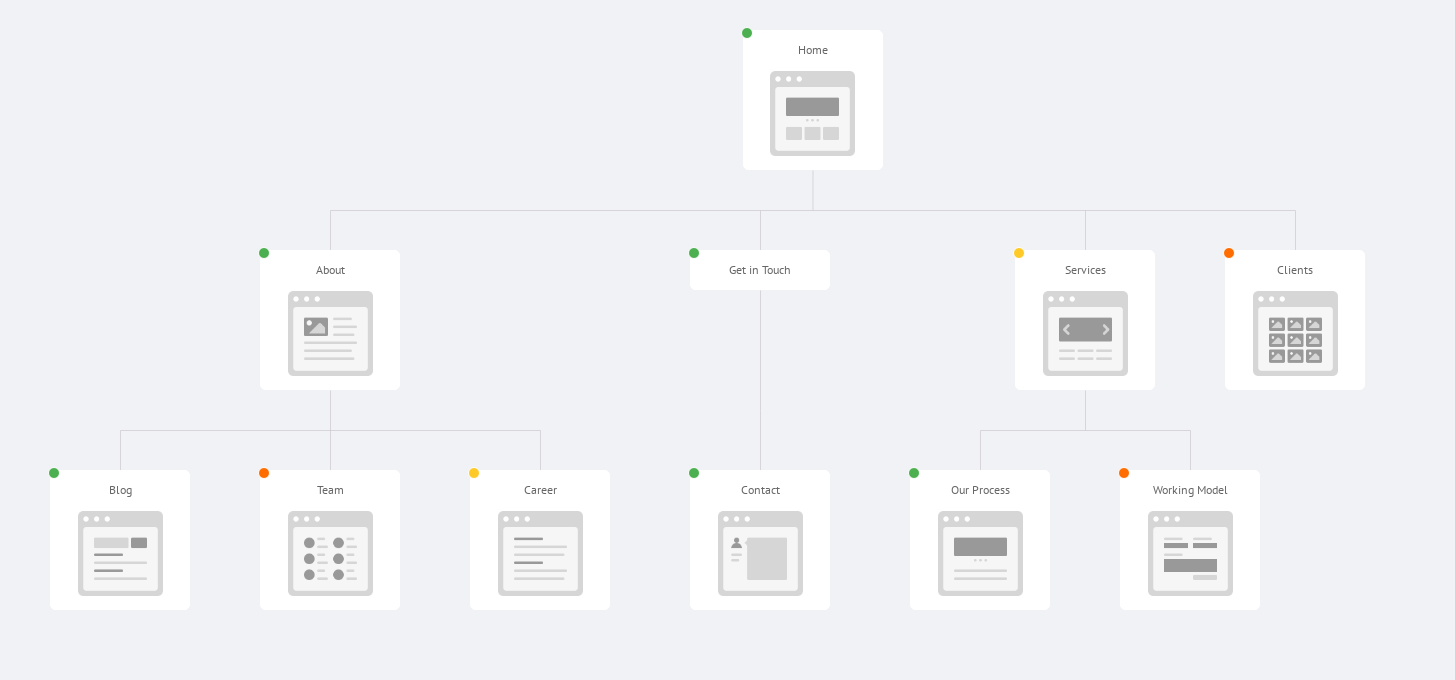 Home
About
Get in Touch
Services
Clients
Blog
Team
Career
Contact
Our Process
Working Model